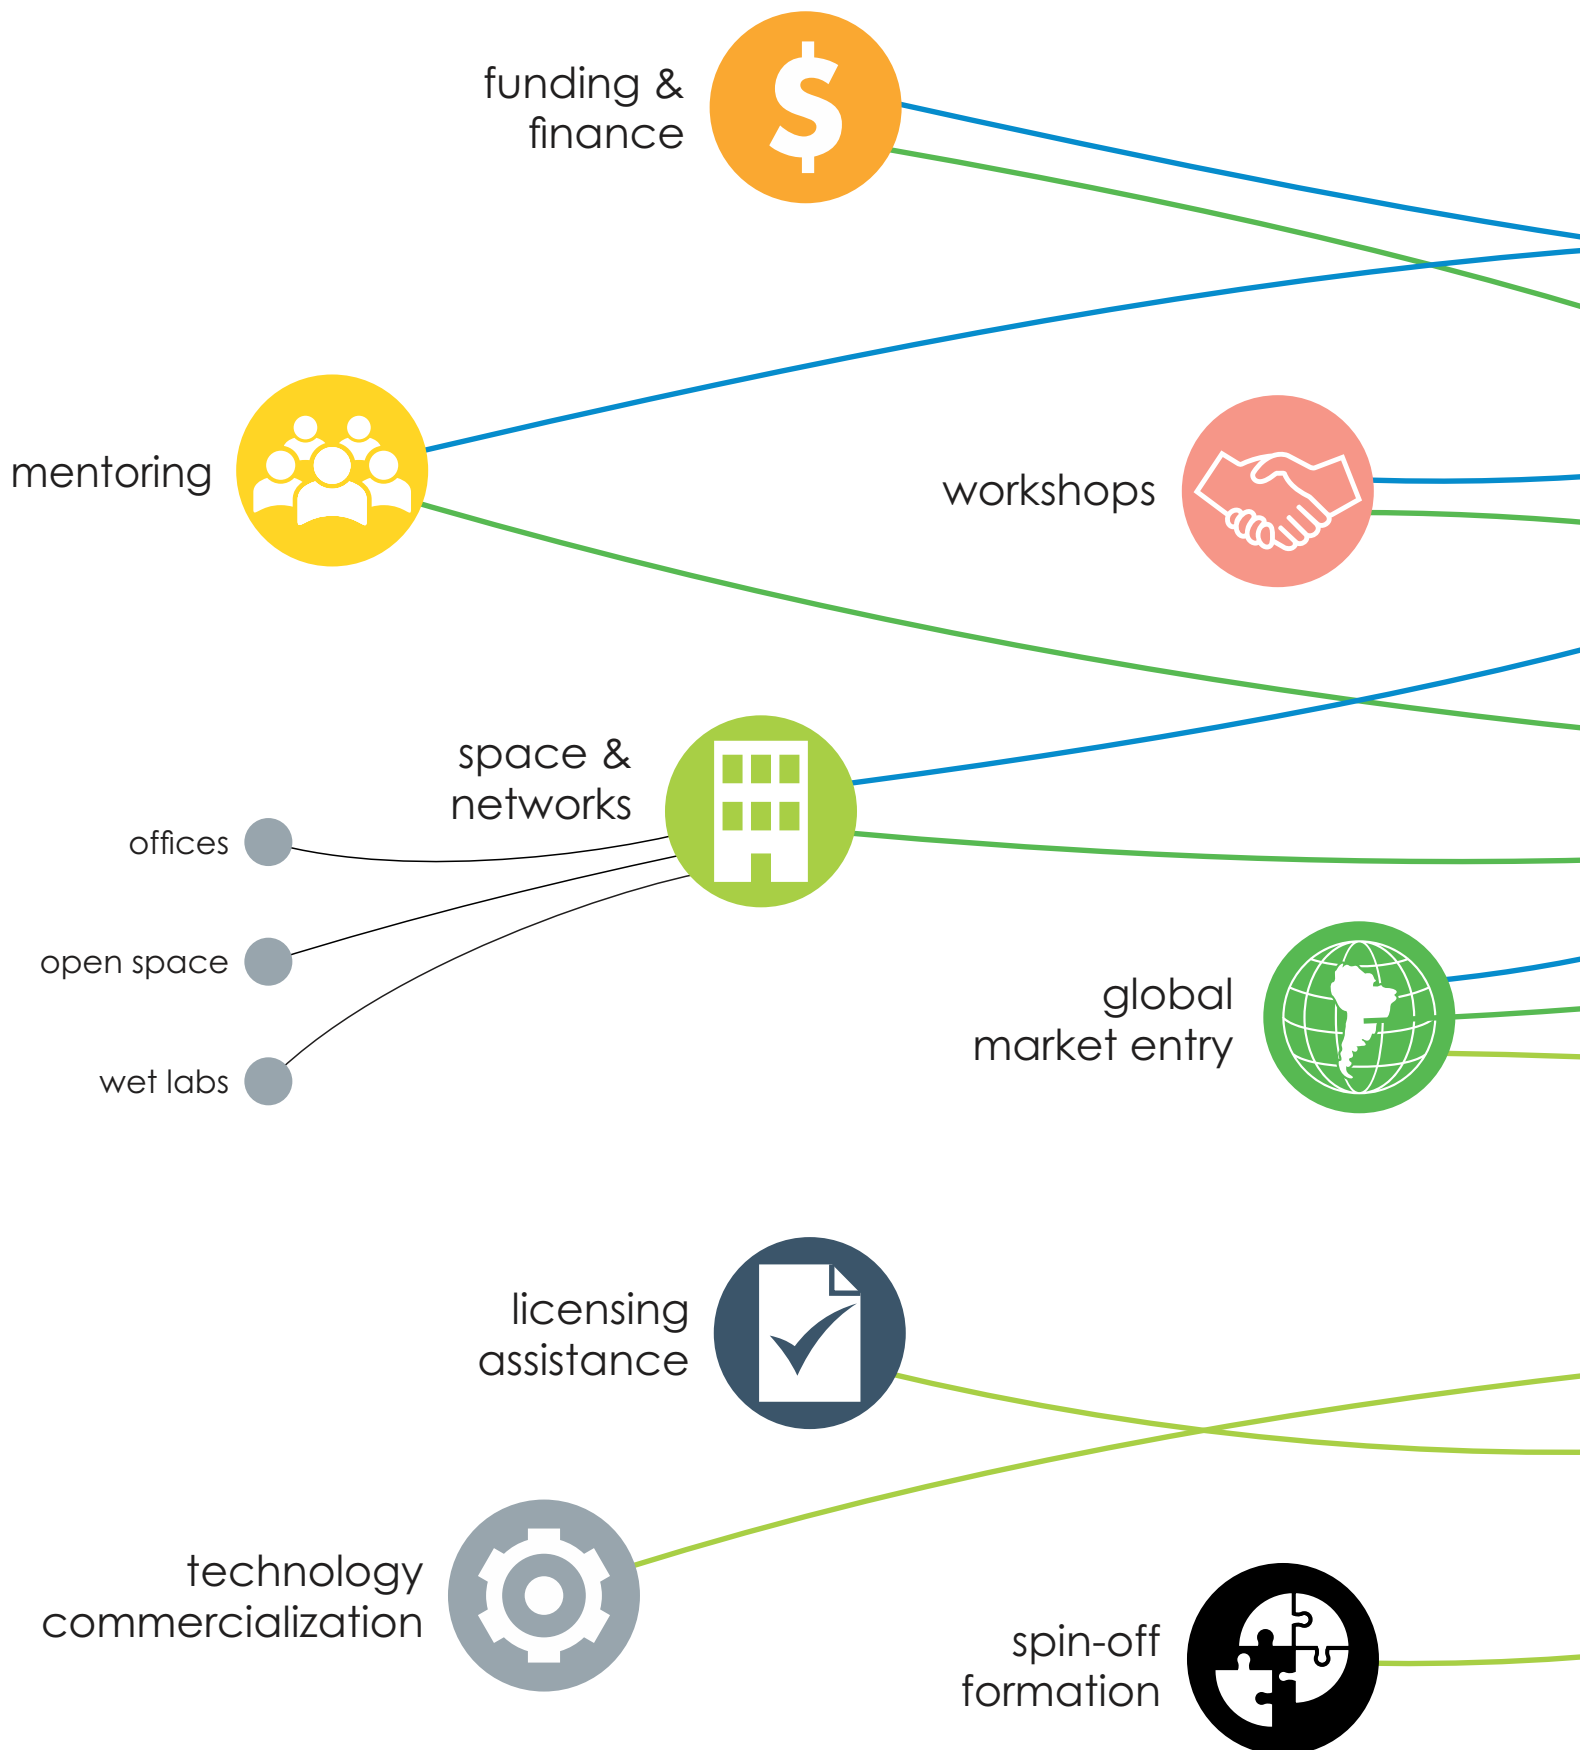 funding &
finance
mentoring
workshops
space &
networks
offices
open space
wet labs
global
market entry
licensing
assistance
technology
commercialization
spin-off
formation